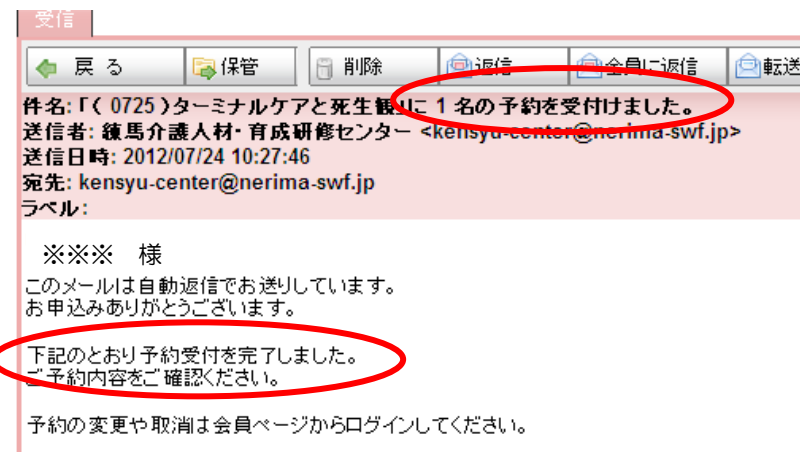 受信
戻る 保管 削除 返信 全員に返信 転送
件名:「( 0725 )ターミナルケアと死生観」に 1 名の予約を受付けました。
送信者: 練馬介護人材・育成研修センター <kensyu-center@nerima-swf.jp>
送信日時: 2012/07/24 10:27:46
宛先: kensyu-center@nerima-swf.jp
ラベル:
※※※ 様
このメールは自動返信でお送りしています。
お申込みありがとうございます。
下記のとおり予約受付を完了しました。
ご予約内容をご確認ください。
予約の変更や取消は会員ページからログインしてください。